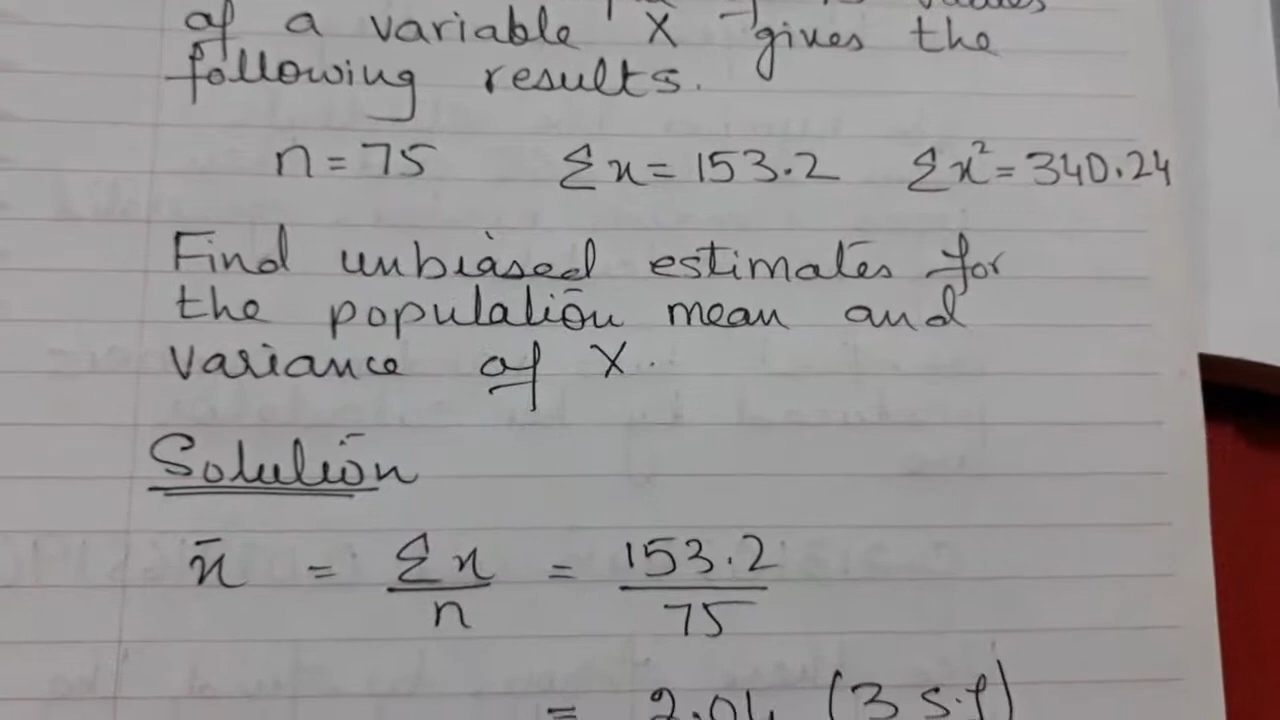 of a variable X gives the
following results.
n = 75 Σx = 153.2 Σx² = 340.24
Find unbiased estimates for
the population mean and
variance of X.
Solution
x̄ = Σx / n = 153.2 / 75
= 2.04 (3 s.f)